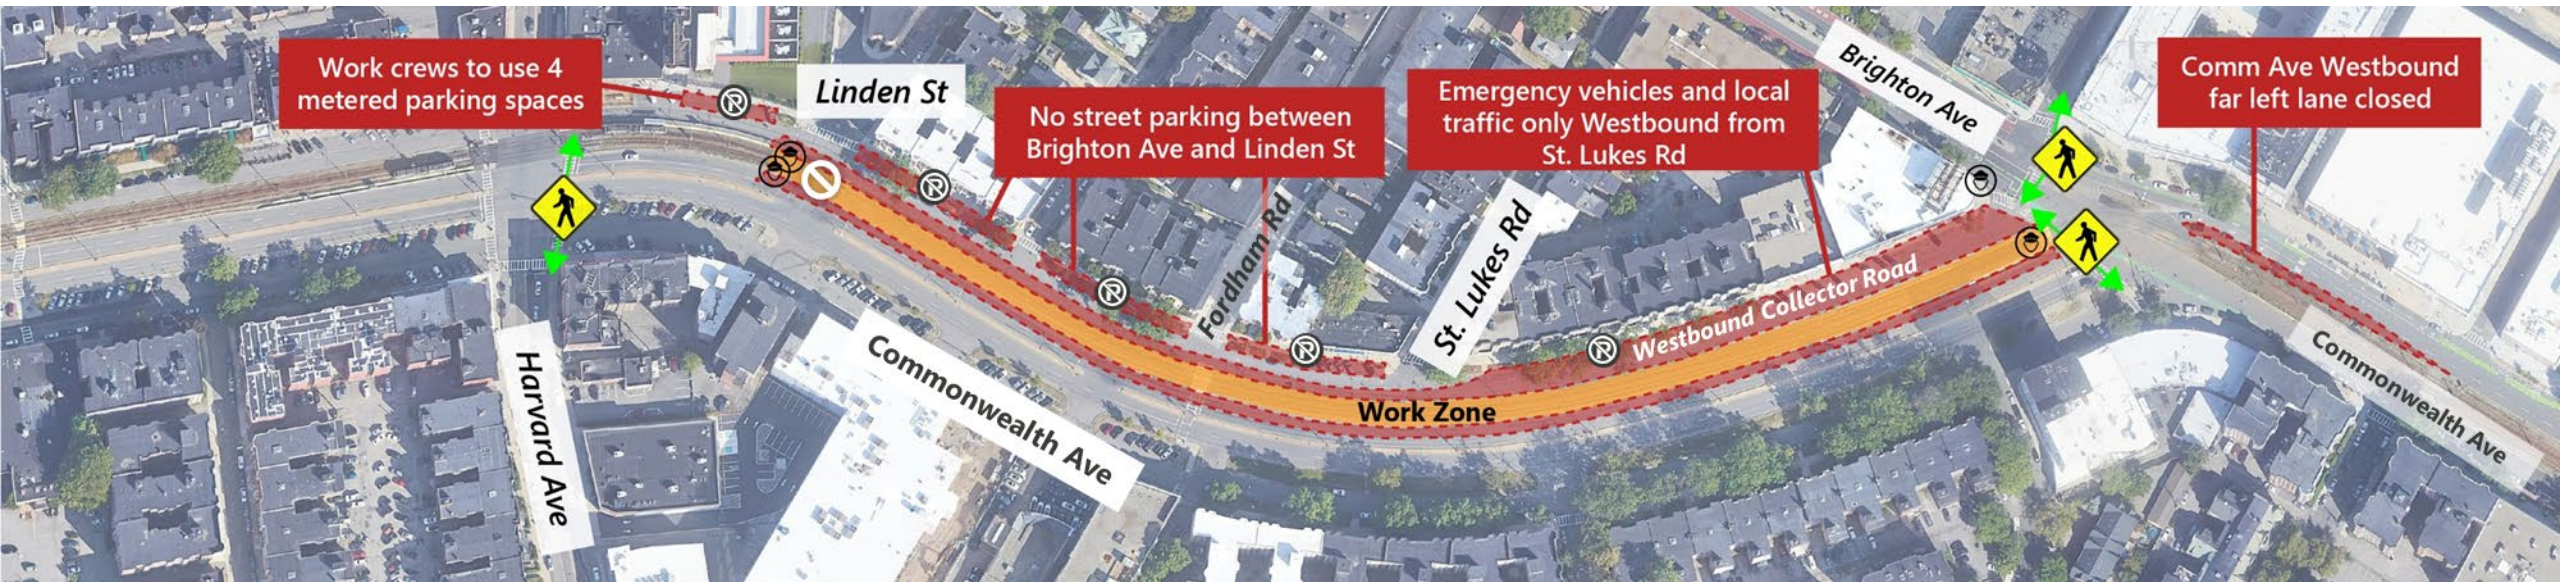 Work crews to use 4
metered parking spaces
Linden St
No street parking between
Brighton Ave and Linden St
Emergency vehicles and local
traffic only Westbound from
St. Lukes Rd
Brighton Ave
Comm Ave Westbound
far left lane closed
Fordham Rd
St. Lukes Rd
Westbound Collector Road
Work Zone
Harvard Ave
Commonwealth Ave
Commonwealth Ave
P
P
P
P
P